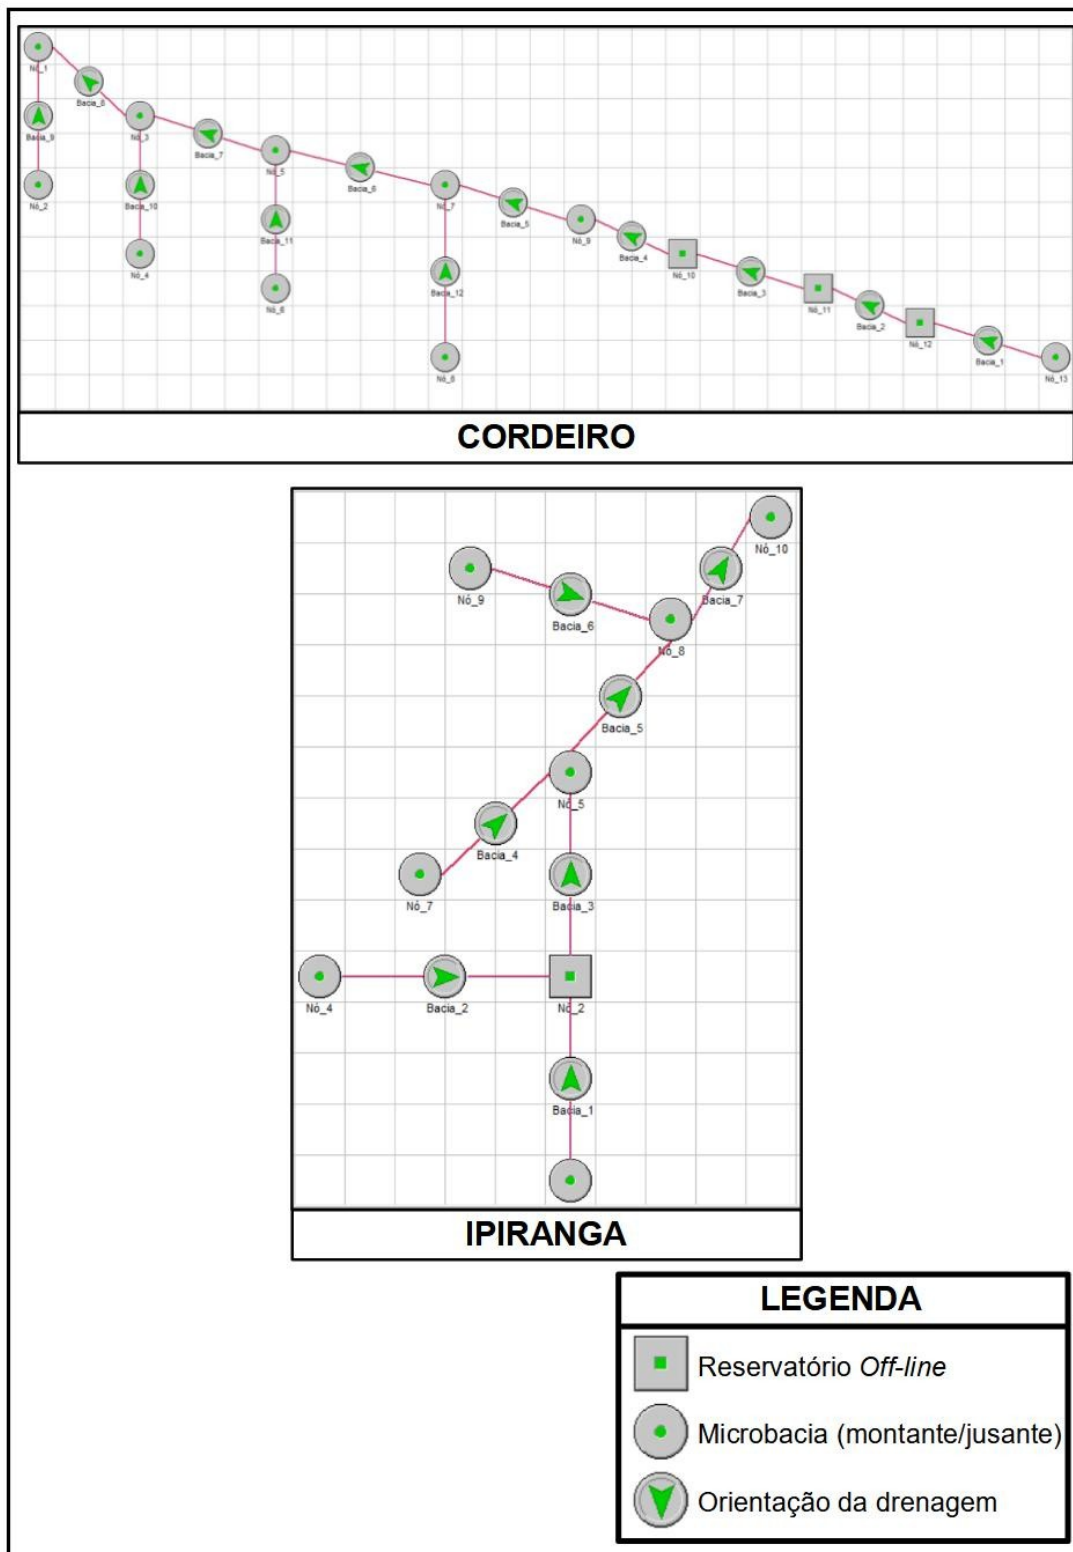 Nó_1
Bacia_8
Bacia_9
Nó_3
Bacia_7
Nó_5
Bacia_6
Nó_2
Bacia_10
Nó_7
Bacia_5
Nó_9
Bacia_11
Bacia_4
Nó_4
Nó_10
Bacia_12
Bacia_3
Nó_6
Nó_11
Bacia_2
Nó_12
Bacia_1
Nó_13
CORDEIRO
Nó_10
Nó_9
Bacia_7
Bacia_6
Nó_8
Bacia_5
Nó_5
Bacia_4
Nó_7
Bacia_3
Nó_4
Bacia_2
Nó_2
Bacia_1
IPIRANGA
LEGENDA
Reservatório Off-line
Microbacia (montante/jusante)
Orientação da drenagem